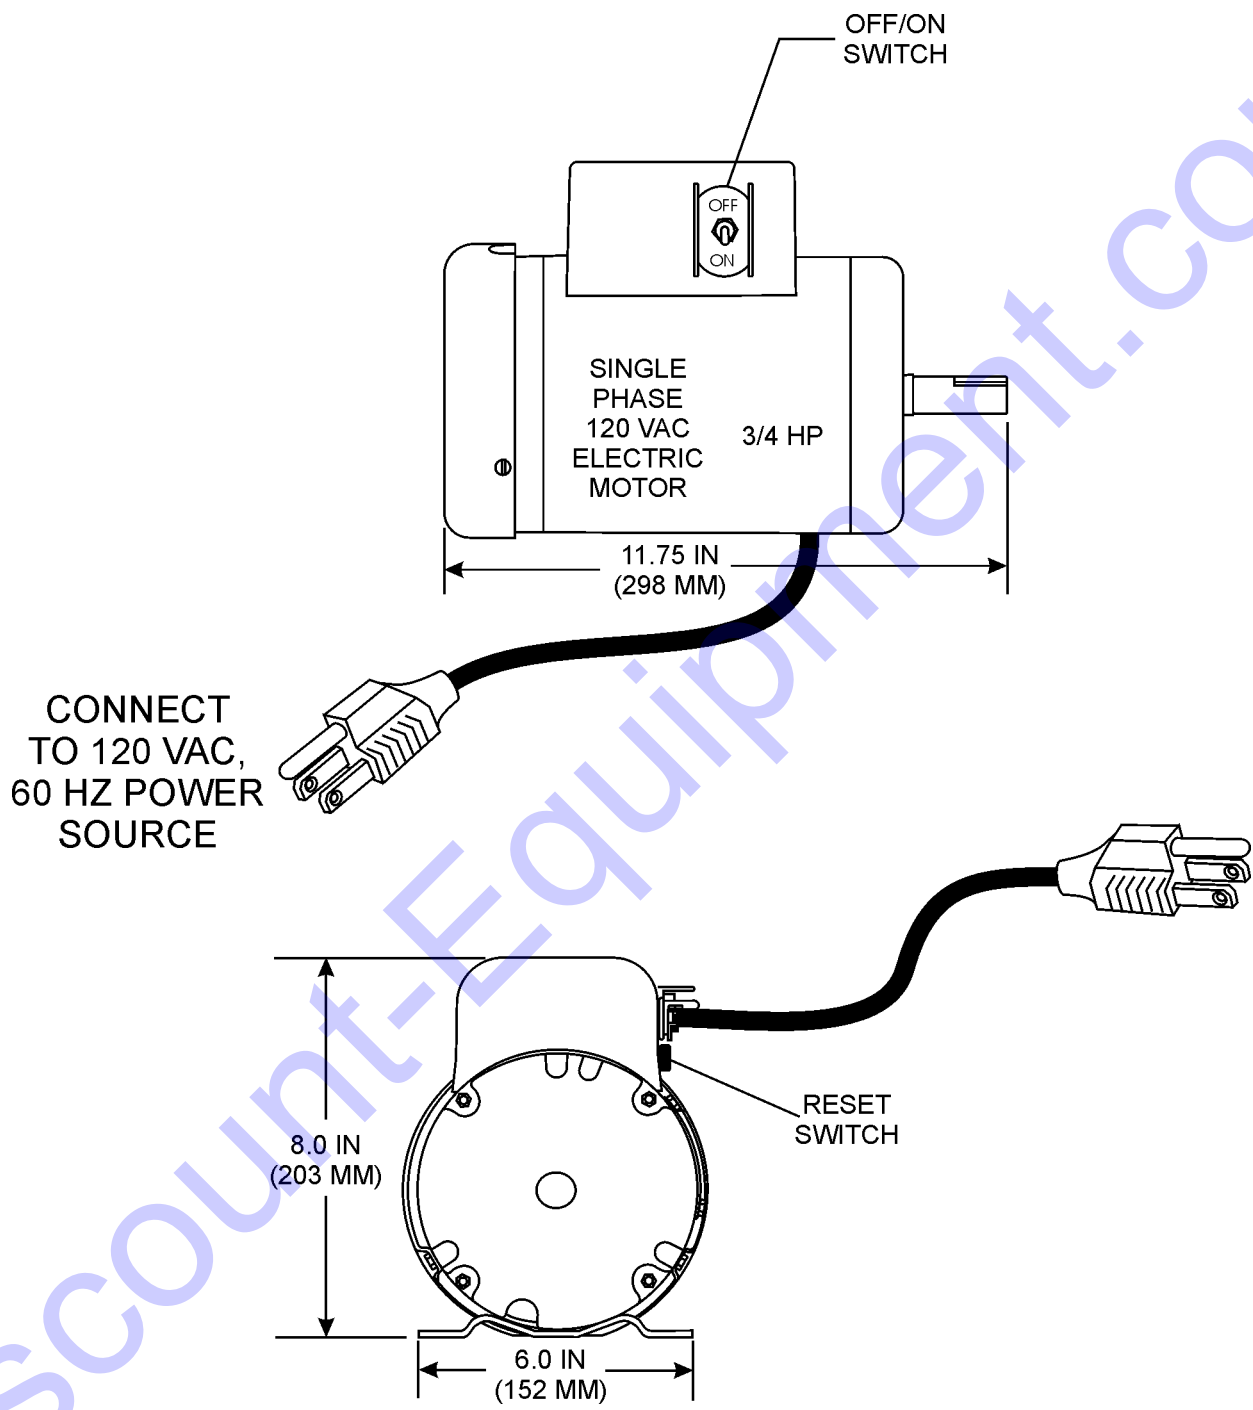 OFF/ON
SWITCH
OFF
ON
SINGLE
PHASE
120 VAC
ELECTRIC
MOTOR
3/4 HP
11.75 IN
(298 MM)
CONNECT
TO 120 VAC,
60 HZ POWER
SOURCE
RESET
SWITCH
8.0 IN
(203 MM)
6.0 IN
(152 MM)
scount-Equipment.co